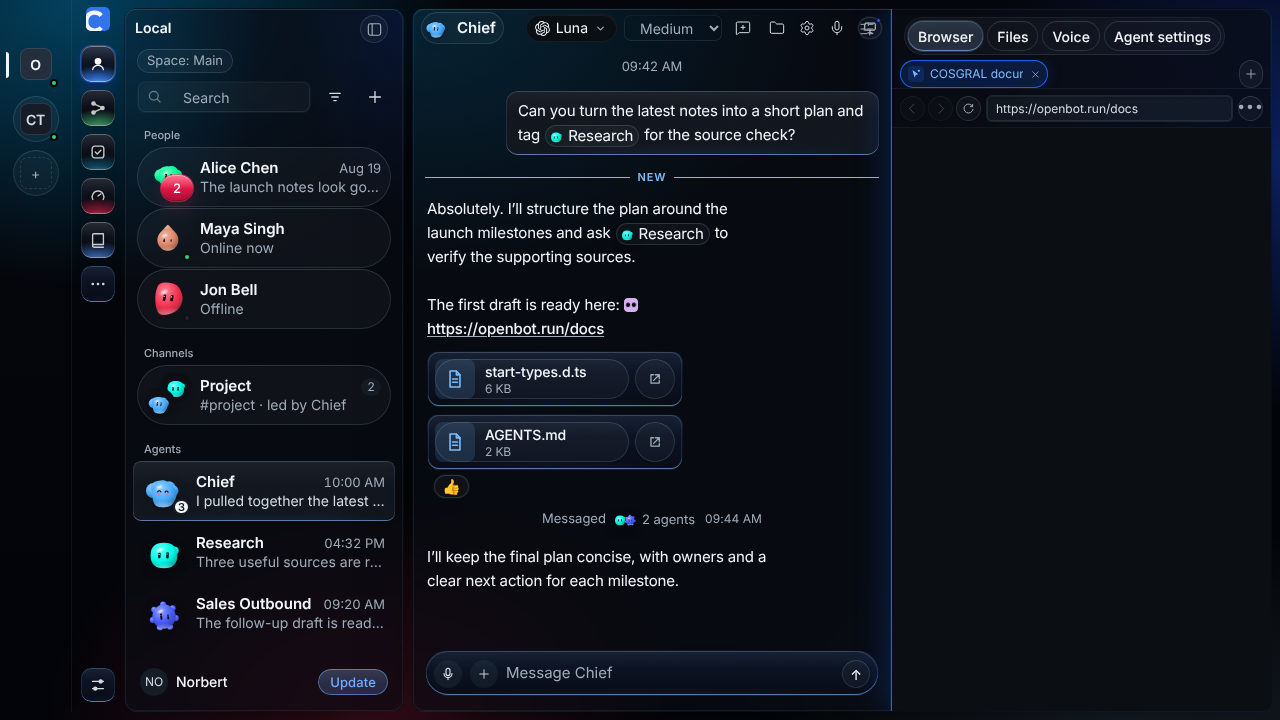 O
CT
+
Local
Space: Main
Search
People
Alice Chen
Aug 19
The launch notes look go...
2
Maya Singh
Online now
Jon Bell
Offline
Channels
Project
2
#project · led by Chief
Agents
Chief
10:00 AM
I pulled together the latest ...
3
Research
04:32 PM
Three useful sources are r...
Sales Outbound
09:20 AM
The follow-up draft is read...
NO
Norbert
Update
Chief
Luna
Medium
09:42 AM
Can you turn the latest notes into a short plan and
tag Research for the source check?
NEW
Absolutely. I’ll structure the plan around the
launch milestones and ask Research to
verify the supporting sources.
The first draft is ready here:
https://openbot.run/docs
start-types.d.ts
6 KB
AGENTS.md
2 KB
Messaged 2 agents 09:44 AM
I’ll keep the final plan concise, with owners and a
clear next action for each milestone.
Message Chief
Browser
Files
Voice
Agent settings
COSGRAL docur
https://openbot.run/docs